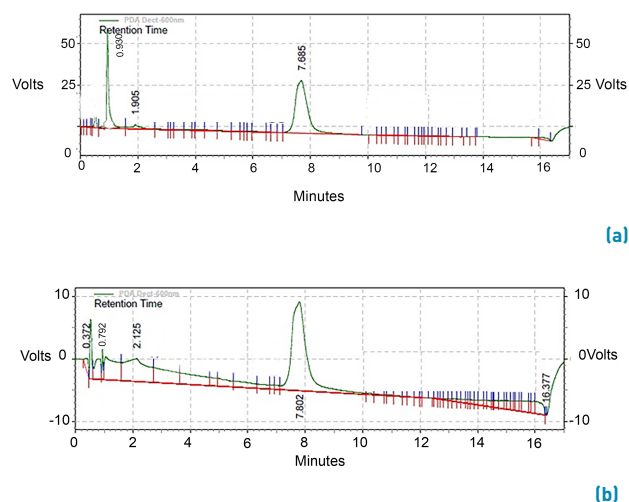 PDA Dect-600nm
Retention Time
0.930
1.905
7.685
50
25
0
Volts
50
25 Volts
0
0 2 4 6 8 10 12 14 16
Minutes
(a)
PDA Dect-600nm
Retention Time
0.372
0.792
2.125
7.802
16.377
10
Volts 0
-10
10
0Volts
-10
0 2 4 6 8 10 12 14 16
Minutes
(b)